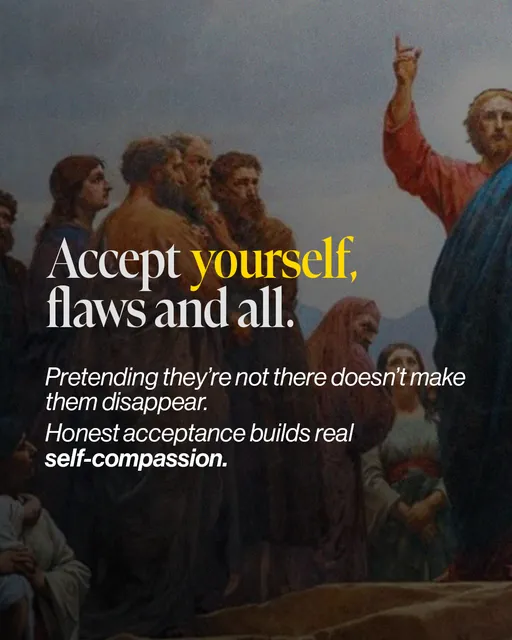 Accept yourself,
flaws and all.
Pretending they’re not there doesn’t make
them disappear.
Honest acceptance builds real
self-compassion.